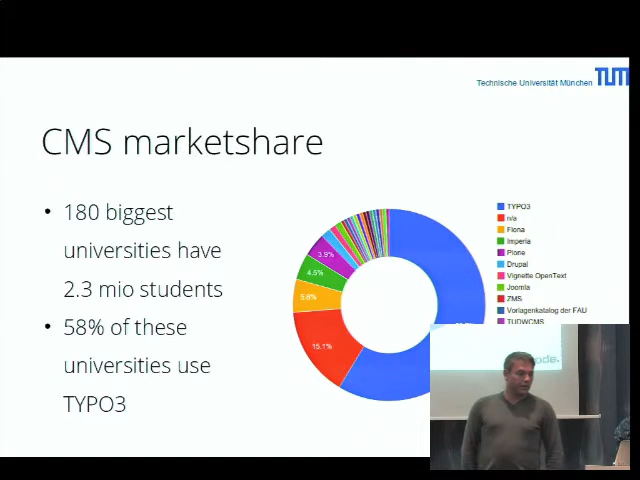 Technische Universität München TUM
CMS marketshare
• 180 biggest
universities have
2.3 mio students
• 58% of these
universities use
TYPO3
3.9%
4.5%
5.6%
15.1%
TYPO3
n/a
Fiona
Imperia
Plone
Drupal
Vignette OpenText
Joomla
ZMS
Vorlagenkatalog der FAU
TUDWCMS